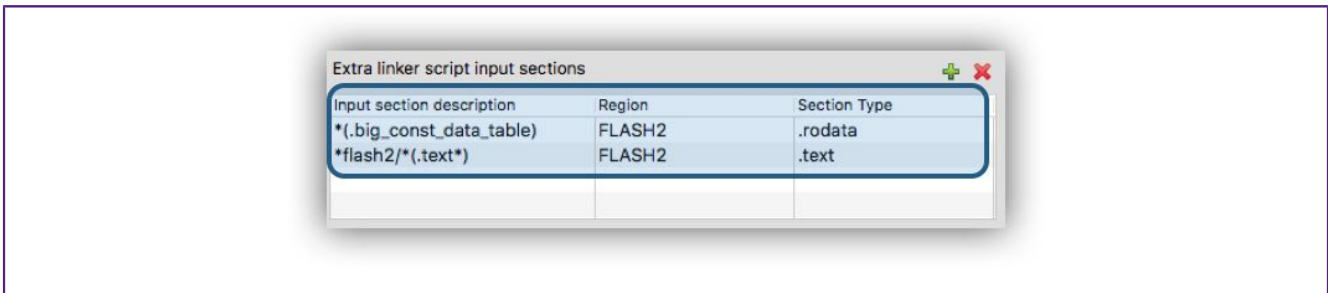 Extra linker script input sections
Input section description Region Section Type
*(.big_const_data_table) FLASH2 .rodata
*flash2/*(.text*) FLASH2 .text